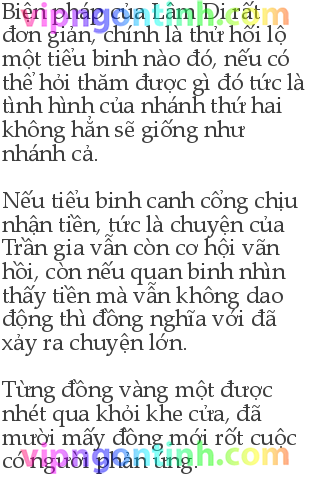 Biện pháp của Lâm Di rất
vipngontinh.com
đơn giản, chính là thử hối lộ
một tiểu binh nào đó, nếu có
thể hỏi thăm được gì đó tức là
tình hình của nhánh thứ hai
không hẳn sẽ giống như
nhánh cả.
Nếu tiểu binh canh cổng chịu
nhận tiền, tức là chuyện của
Trần gia vẫn còn cơ hội vãn
hồi, còn nếu quan binh nhìn
thấy tiền mà vẫn không dao
động thì đồng nghĩa với đã
xảy ra chuyện lớn.
Từng đồng vàng một được
nhét qua khỏi khe cửa, đã
mười mấy đồng mới rốt cuộc
có người phản ứng.
vipngontinh.com